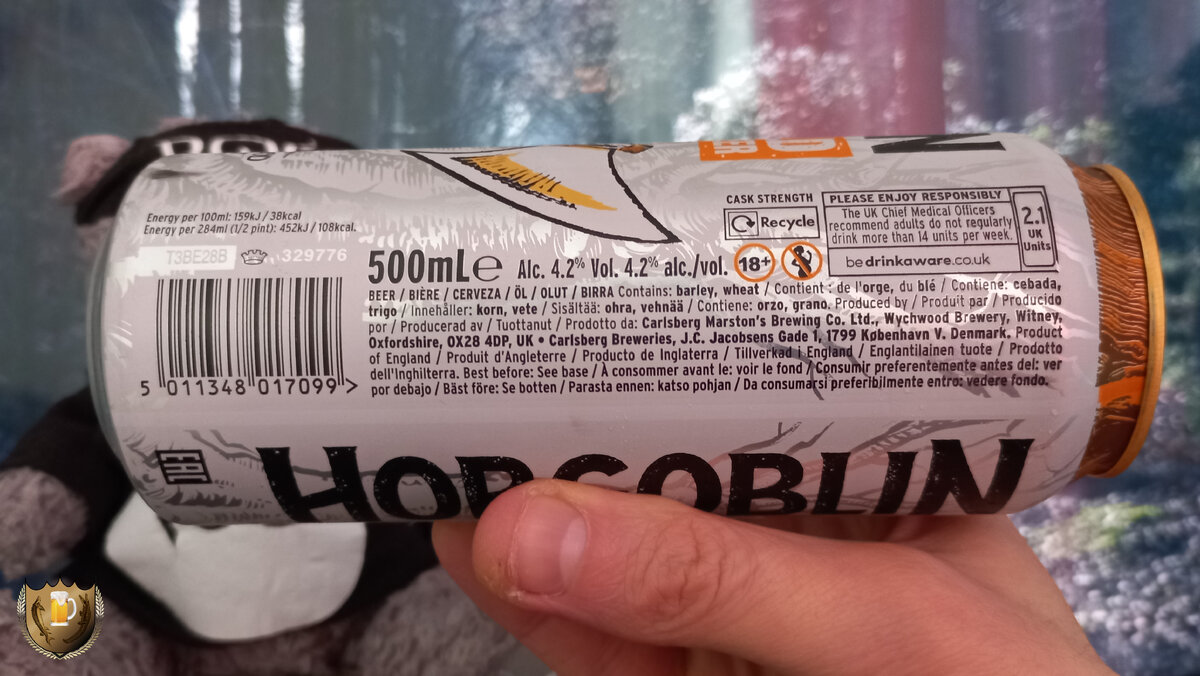 Energy per 100ml: 159kJ / 38kcal
Energy per 284ml (1/2 pint): 452kJ / 108kcal.
T3BE28B
329776
5 011348 017099 >
500mL e Alc. 4.2% Vol. 4.2% alc./vol.
CASK STRENGTH
Recycle
18+
PLEASE ENJOY RESPONSIBLY
The UK Chief Medical Officers
recommend adults do not regularly
drink more than 14 units per week.
bedrinkaware.co.uk
2.1
UK
Units
BEER / BIÈRE / CERVEZA / ÖL / OLUT / BIRRA Contains: barley, wheat / Contient : de l'orge, du blé / Contiene: cebada,
trigo / Innehåller: korn, vete / Sisältää: ohra, vehnää / Contiene: orzo, grano. Produced by / Produit par / Producido
por / Producerad av / Tuottanut / Prodotto da: Carlsberg Marston's Brewing Co. Ltd., Wychwood Brewery, Witney,
Oxfordshire, OX28 4DP, UK • Carlsberg Breweries, J.C. Jacobsens Gade 1, 1799 København V. Denmark. Product
of England / Produit d'Angleterre / Producto de Inglaterra / Tillverkad i England / Englantilainen tuote / Prodotto
dell'Inghilterra. Best before: See base / À consommer avant le: voir le fond / Consumir preferentemente antes del: ver
por debajo / Bäst före: Se botten / Parasta ennen: katso pohjan / Da consumarsi preferibilmente entro: vedere fondo.
EAC
HOBGOBLIN